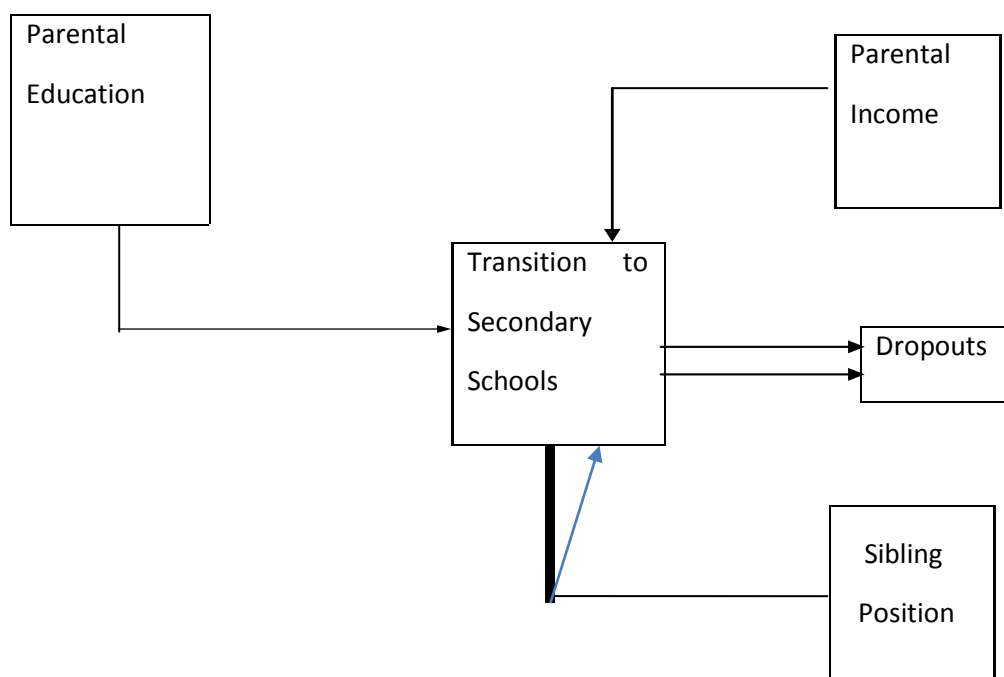 Parental
Education
Parental
Income
Transition to
Secondary
Schools
Dropouts
Sibling
Position